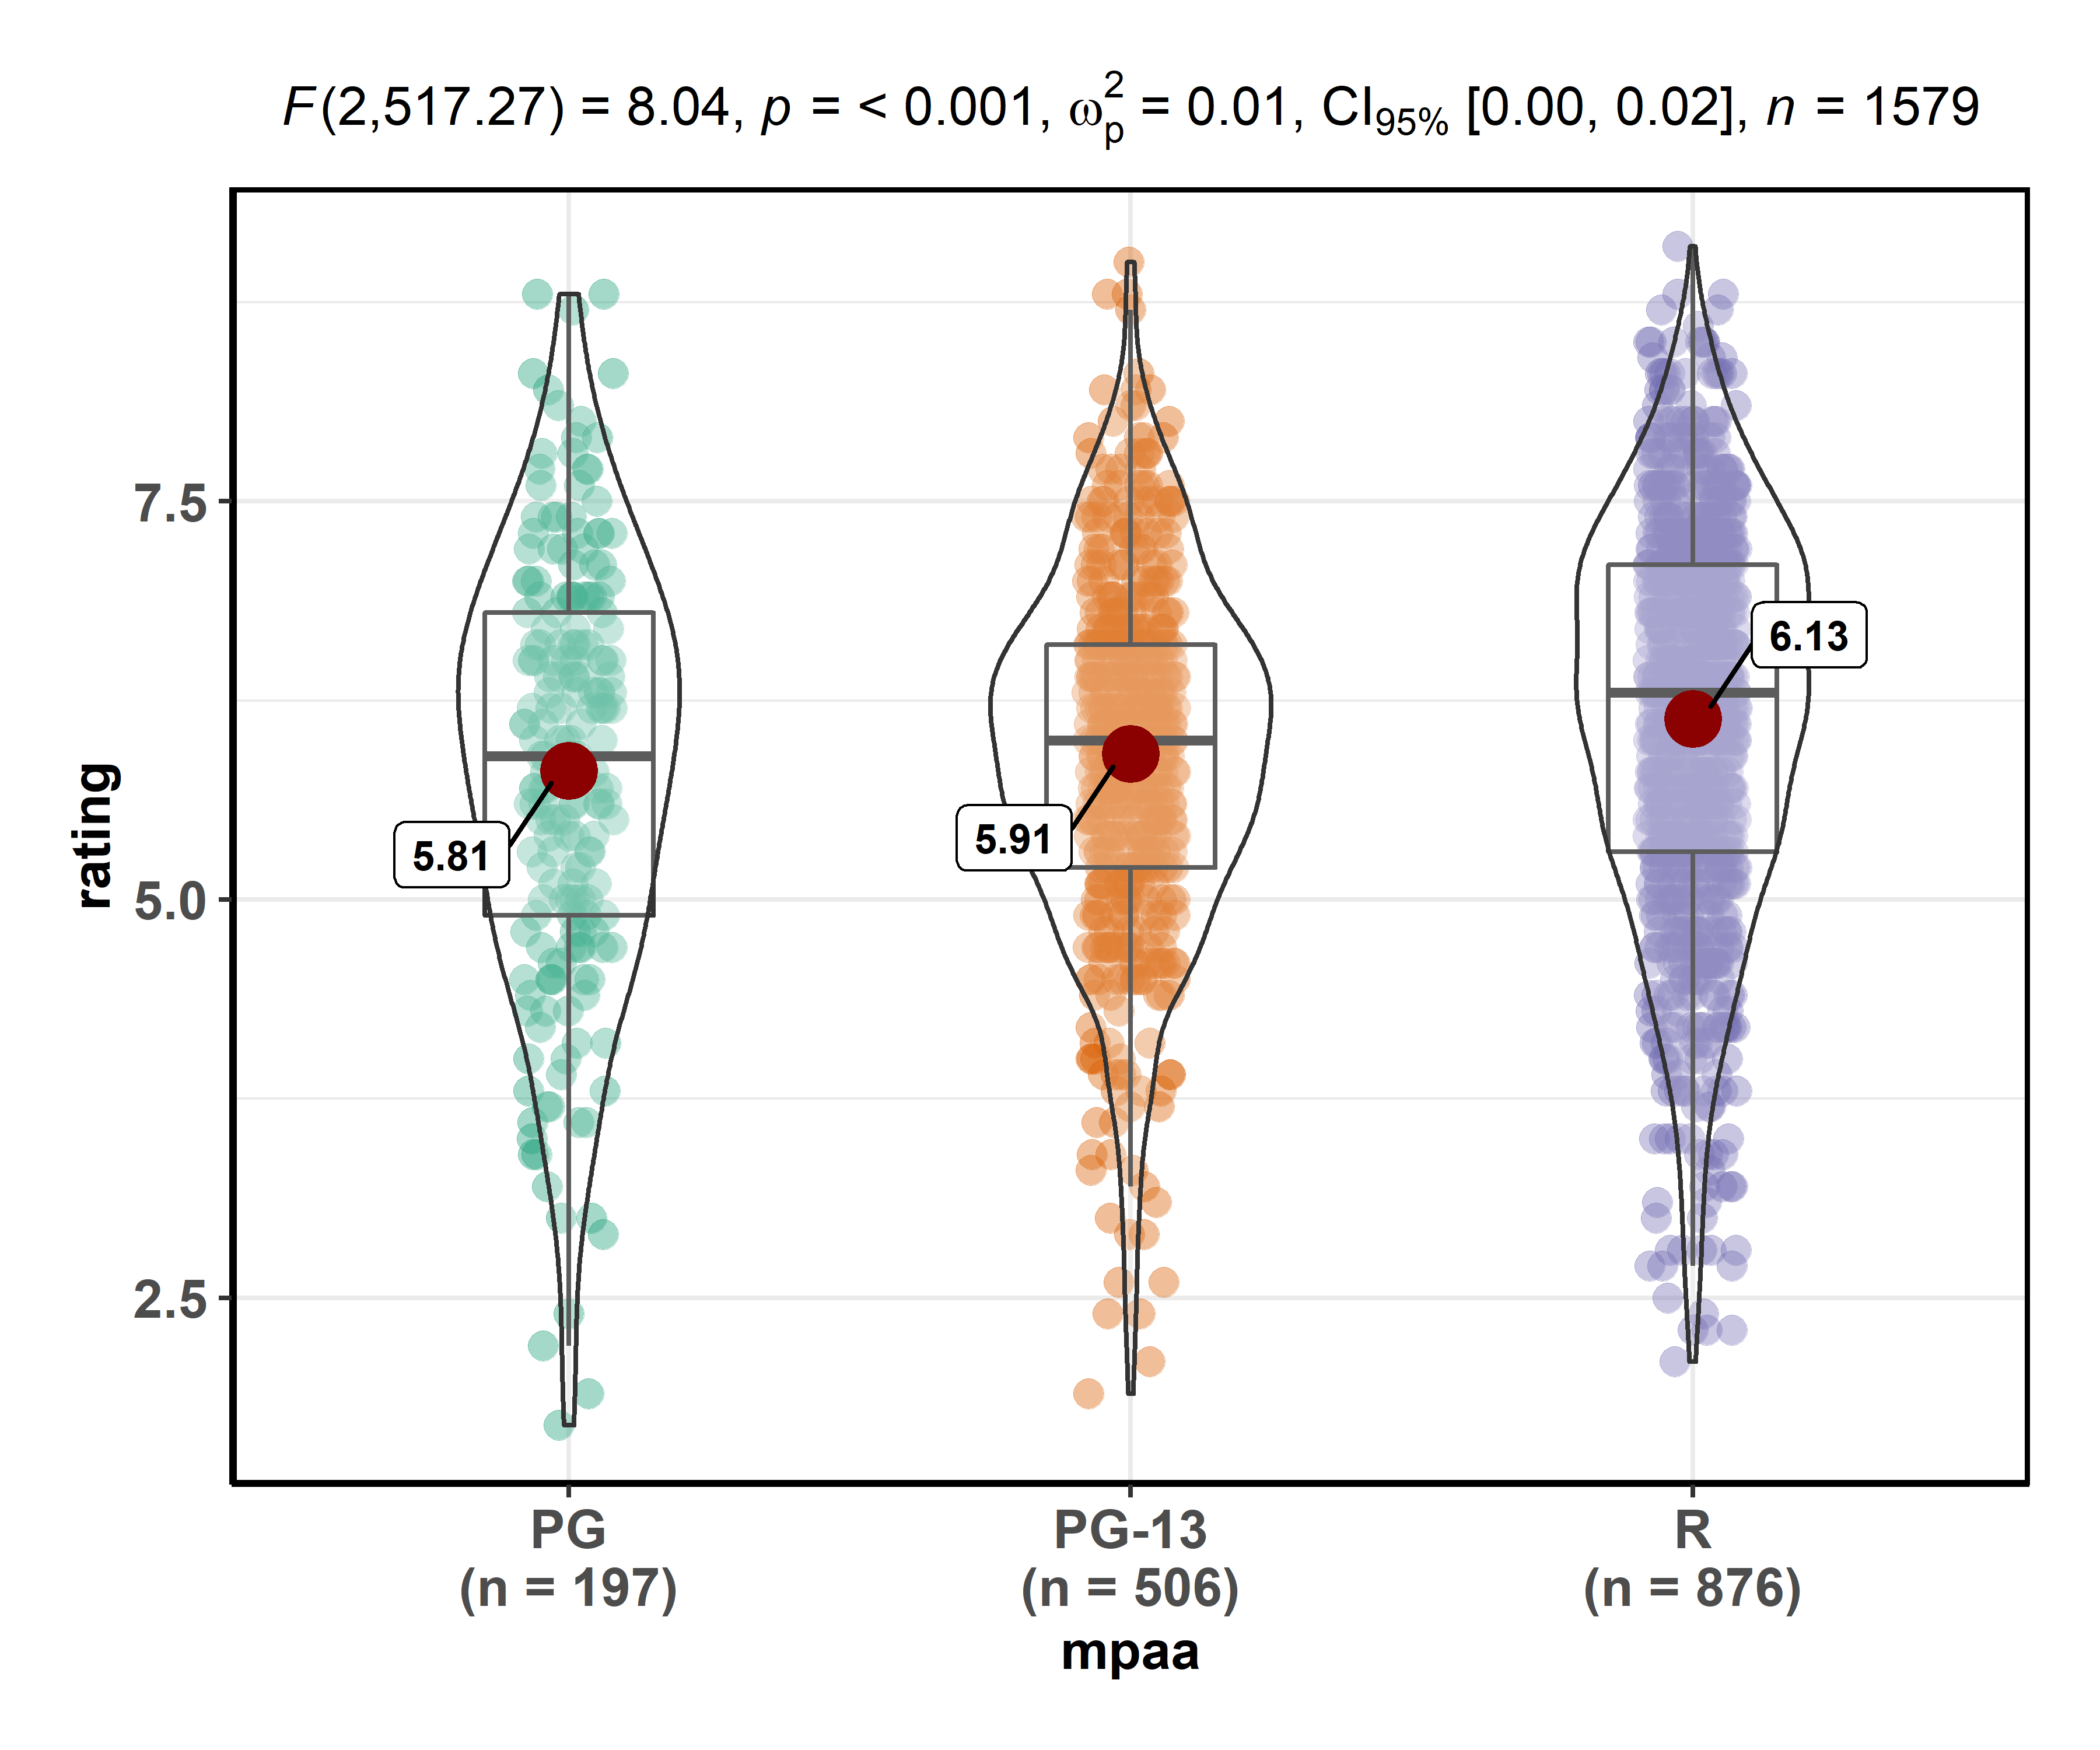 F(2,517.27) = 8.04, p = < 0.001, ω²ₚ = 0.01, CI₉₅% [0.00, 0.02], n = 1579
rating
7.5
5.0
2.5
5.81
5.91
6.13
PG PG-13 R
(n = 197) (n = 506) (n = 876)
mpaa